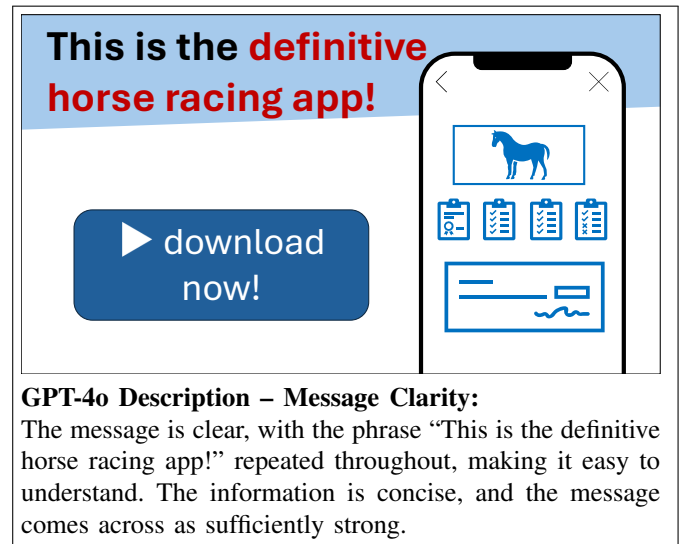 This is the definitive
horse racing app!
download
now!
GPT-4o Description – Message Clarity:
The message is clear, with the phrase “This is the definitive
horse racing app!” repeated throughout, making it easy to
understand. The information is concise, and the message
comes across as sufficiently strong.